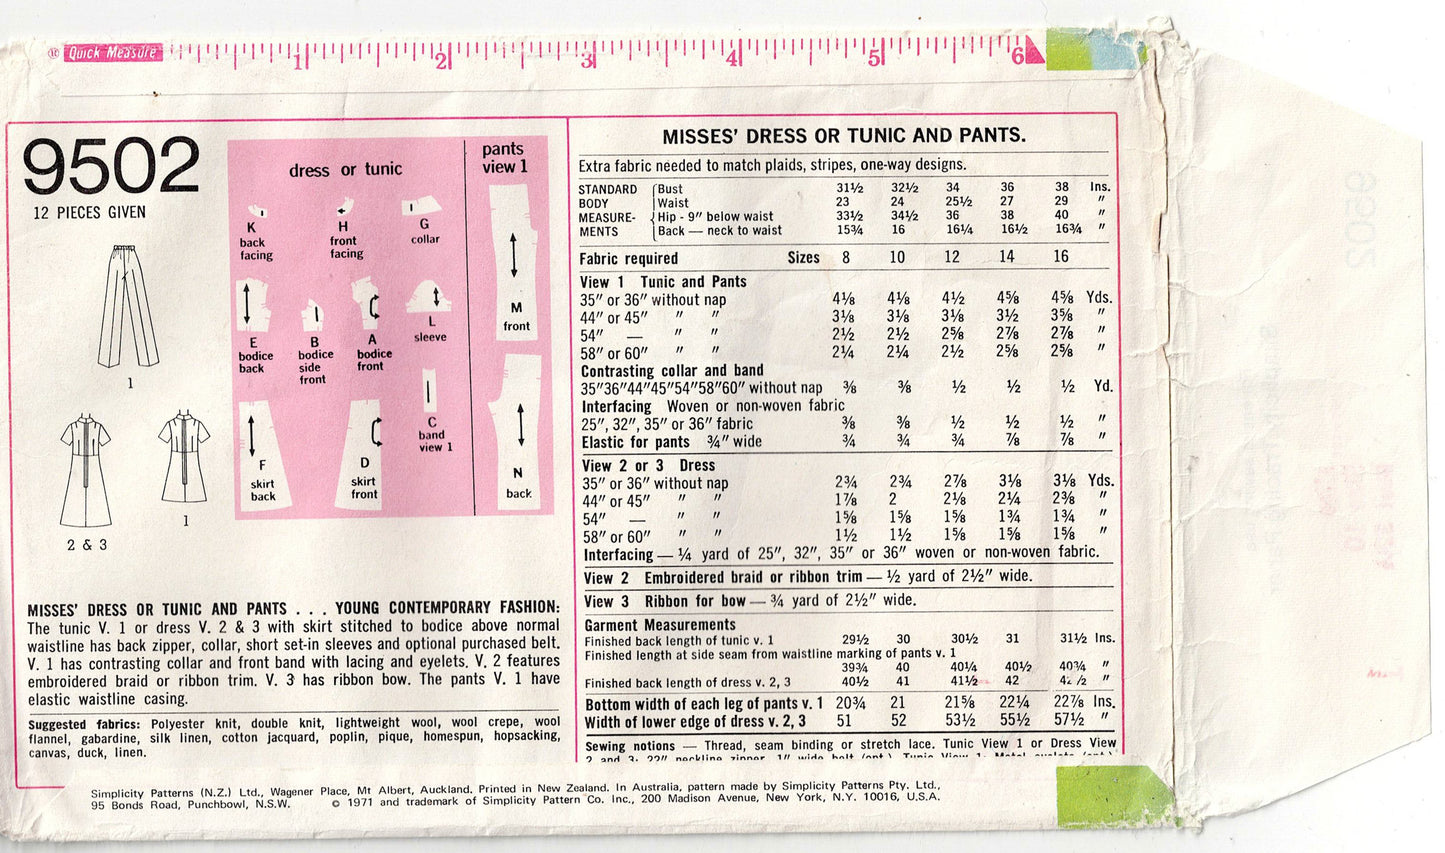 Quick Measure
1 2 3 4 5 6
9502
12 PIECES GIVEN
1
2 & 3
1
dress or tunic
pants
view 1
K
back
facing
H
front
facing
G
collar
E
bodice
back
B
bodice
side
front
A
bodice
front
L
sleeve
C
band
view 1
F
skirt
back
D
skirt
front
M
front
N
back
MISSES' DRESS OR TUNIC AND PANTS . . . YOUNG CONTEMPORARY FASHION:
The tunic V. 1 or dress V. 2 & 3 with skirt stitched to bodice above normal
waistline has back zipper, collar, short set-in sleeves and optional purchased belt.
V. 1 has contrasting collar and front band with lacing and eyelets. V. 2 features
embroidered braid or ribbon trim. V. 3 has ribbon bow. The pants V. 1 have
elastic waistline casing.
Suggested fabrics: Polyester knit, double knit, lightweight wool, wool crepe, wool
flannel, gabardine, silk linen, cotton jacquard, poplin, pique, homespun, hopsacking,
canvas, duck, linen.
MISSES' DRESS OR TUNIC AND PANTS.
Extra fabric needed to match plaids, stripes, one-way designs.
STANDARD Bust 31½ 32½ 34 36 38 Ins.
BODY Waist 23 24 25½ 27 29 "
MEASURE- Hip - 9" below waist 33½ 34½ 36 38 40 "
MENTS Back — neck to waist 15¾ 16 16¼ 16½ 16¾ "
Fabric required Sizes 8 10 12 14 16
View 1 Tunic and Pants
35" or 36" without nap 4⅛ 4⅛ 4½ 4⅝ 4⅝ Yds.
44" or 45" " " 3⅛ 3⅛ 3⅛ 3½ 3⅝ "
54" — " " 2½ 2½ 2⅝ 2⅞ 2⅞ "
58" or 60" " " 2¼ 2¼ 2½ 2⅝ 2⅝ "
Contrasting collar and band
35"36"44"45"54"58"60" without nap ⅜ ⅜ ½ ½ ½ Yd.
Interfacing Woven or non-woven fabric
25", 32", 35" or 36" fabric ⅜ ⅜ ½ ½ ½ "
Elastic for pants ¾" wide ¾ ¾ ¾ ⅞ ⅞ "
View 2 or 3 Dress
35" or 36" without nap 2¾ 2¾ 2⅞ 3⅛ 3⅛ Yds.
44" or 45" " " 1⅞ 2 2⅛ 2¼ 2⅜ "
54" — " " 1⅝ 1⅝ 1⅝ 1¾ 1¾ "
58" or 60" " " 1½ 1½ 1⅝ 1⅝ 1⅝ "
Interfacing — ¼ yard of 25", 32", 35" or 36" woven or non-woven fabric.
View 2 Embroidered braid or ribbon trim — ½ yard of 2½" wide.
View 3 Ribbon for bow — ¾ yard of 2½" wide.
Garment Measurements
Finished back length of tunic v. 1 29½ 30 30½ 31 31½ Ins.
Finished length at side seam from waistline marking of pants v. 1
39¾ 40 40¼ 40½ 40¾ "
Finished back length of dress v. 2, 3 40½ 41 41½ 42 42½ "
Bottom width of each leg of pants v. 1 20¾ 21 21⅝ 22¼ 22⅞ Ins.
Width of lower edge of dress v. 2, 3 51 52 53½ 55½ 57½ "
Sewing notions — Thread, seam binding or stretch lace. Tunic View 1 or Dress View
2 and 3: 22" neckline zipper, 1" wide belt (opt.). Tunic View 1: Metal eyelets (opt.)
Simplicity Patterns (N.Z.) Ltd., Wagener Place, Mt Albert, Auckland. Printed in New Zealand. In Australia, pattern made by Simplicity Patterns Pty. Ltd.,
95 Bonds Road, Punchbowl, N.S.W. © 1971 and trademark of Simplicity Pattern Co. Inc., 200 Madison Avenue, New York, N.Y. 10016, U.S.A.